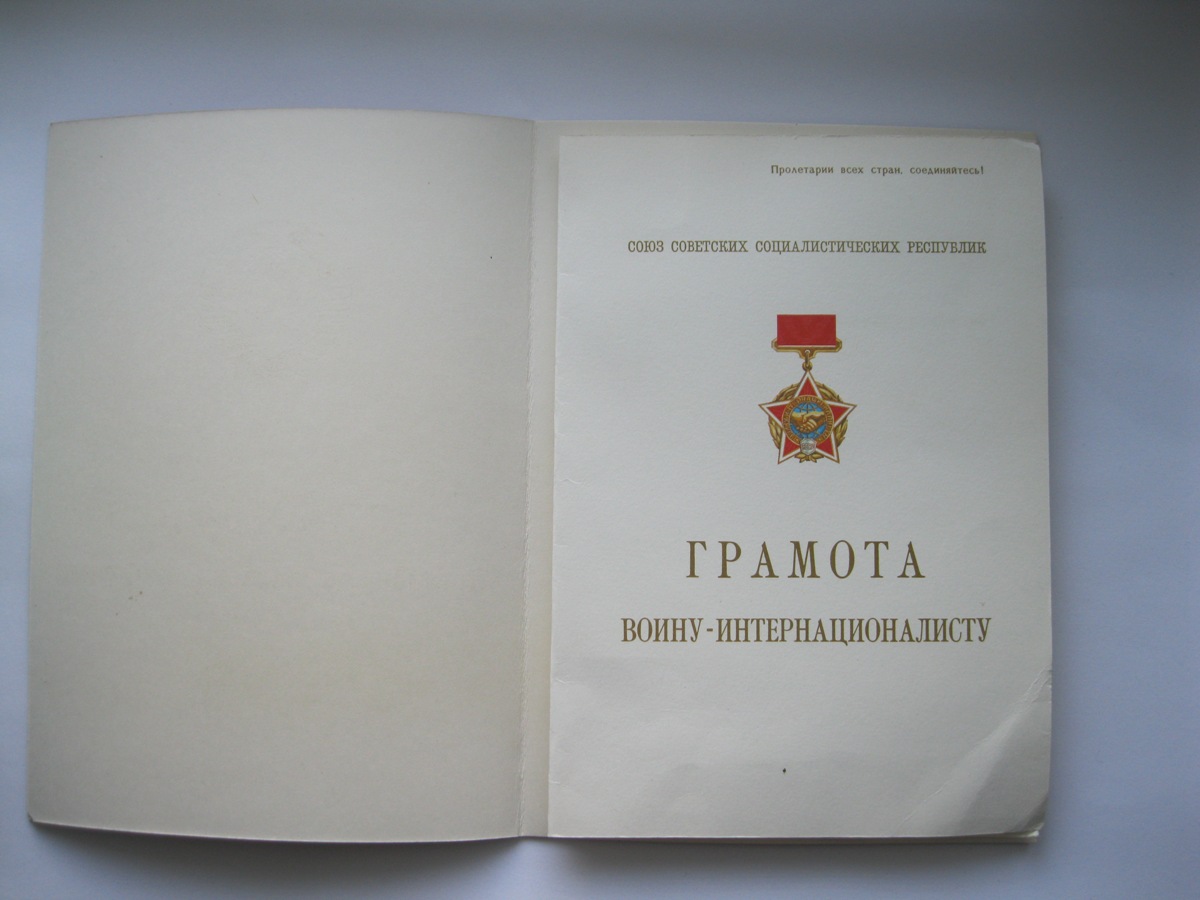 Пролетарии всех стран, соединяйтесь!
СОЮЗ СОВЕТСКИХ СОЦИАЛИСТИЧЕСКИХ РЕСПУБЛИК
ГРАМОТА
ВОИНУ-ИНТЕРНАЦИОНАЛИСТУ